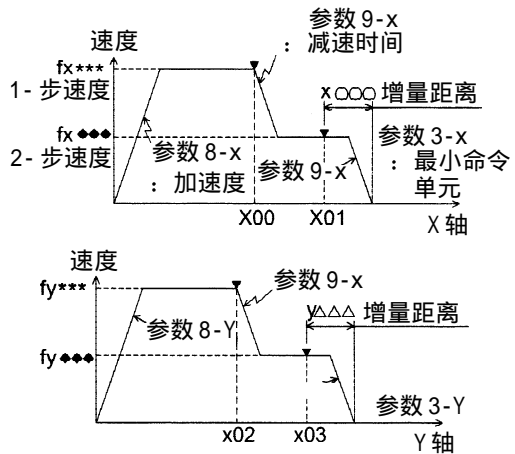 参数 9-x
速度
：减速时间
fx***
1- 步速度
x ○○○ 增量距离
fx ♣♣♣
2- 步速度
参数 8-x
：加速度
参数 9-x
参数 3-x
：最小命令
单元
X00
X01
X 轴
速度
fy***
参数 9-x
参数 8-Y
y△△△ 增量距离
fy♣♣♣
参数 3-Y
x02
x03
Y 轴